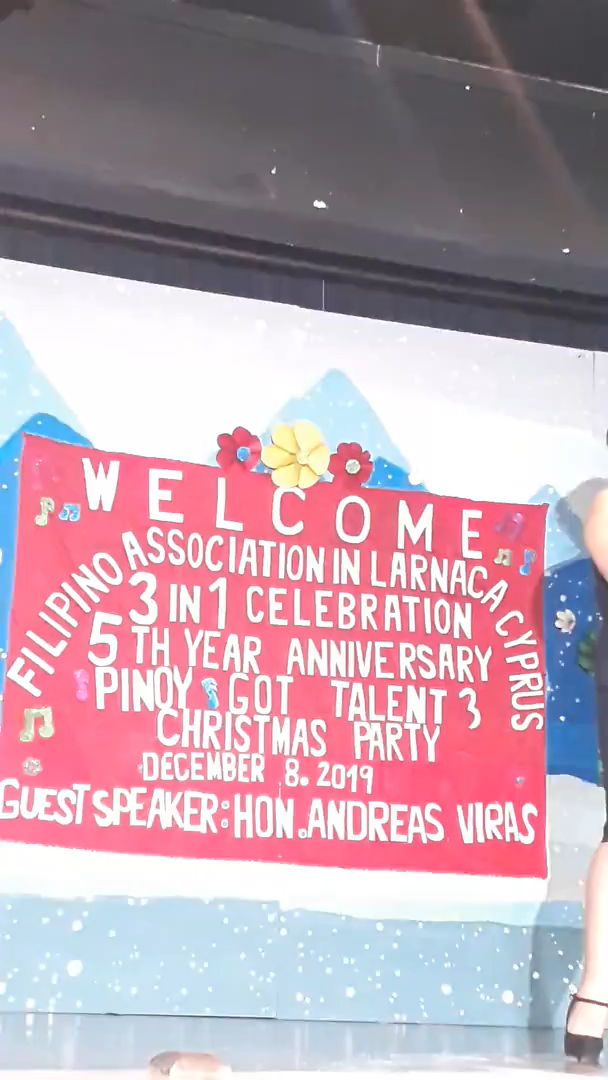 WELCOME
FILIPINO ASSOCIATION IN LARNACA CYPRUS
3 IN 1 CELEBRATION
5TH YEAR ANNIVERSARY
PINOY GOT TALENT 3
CHRISTMAS PARTY
DECEMBER 8.2019
GUEST SPEAKER:HON.ANDREAS VIRAS